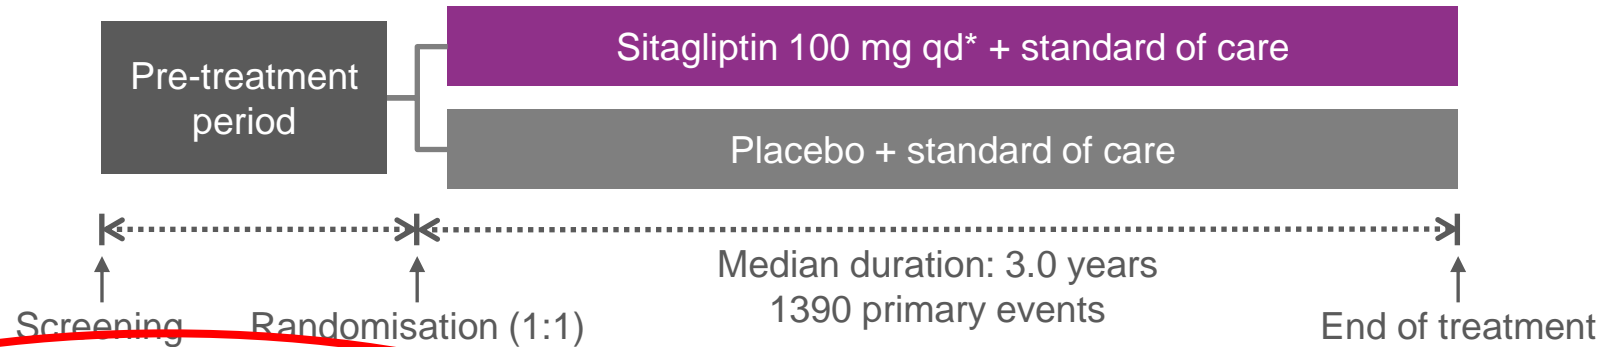 Sitagliptin 100 mg qd* + standard of care
Pre-treatment
period
Placebo + standard of care
Median duration: 3.0 years
1390 primary events
Screening
Randomisation (1:1)
End of treatment